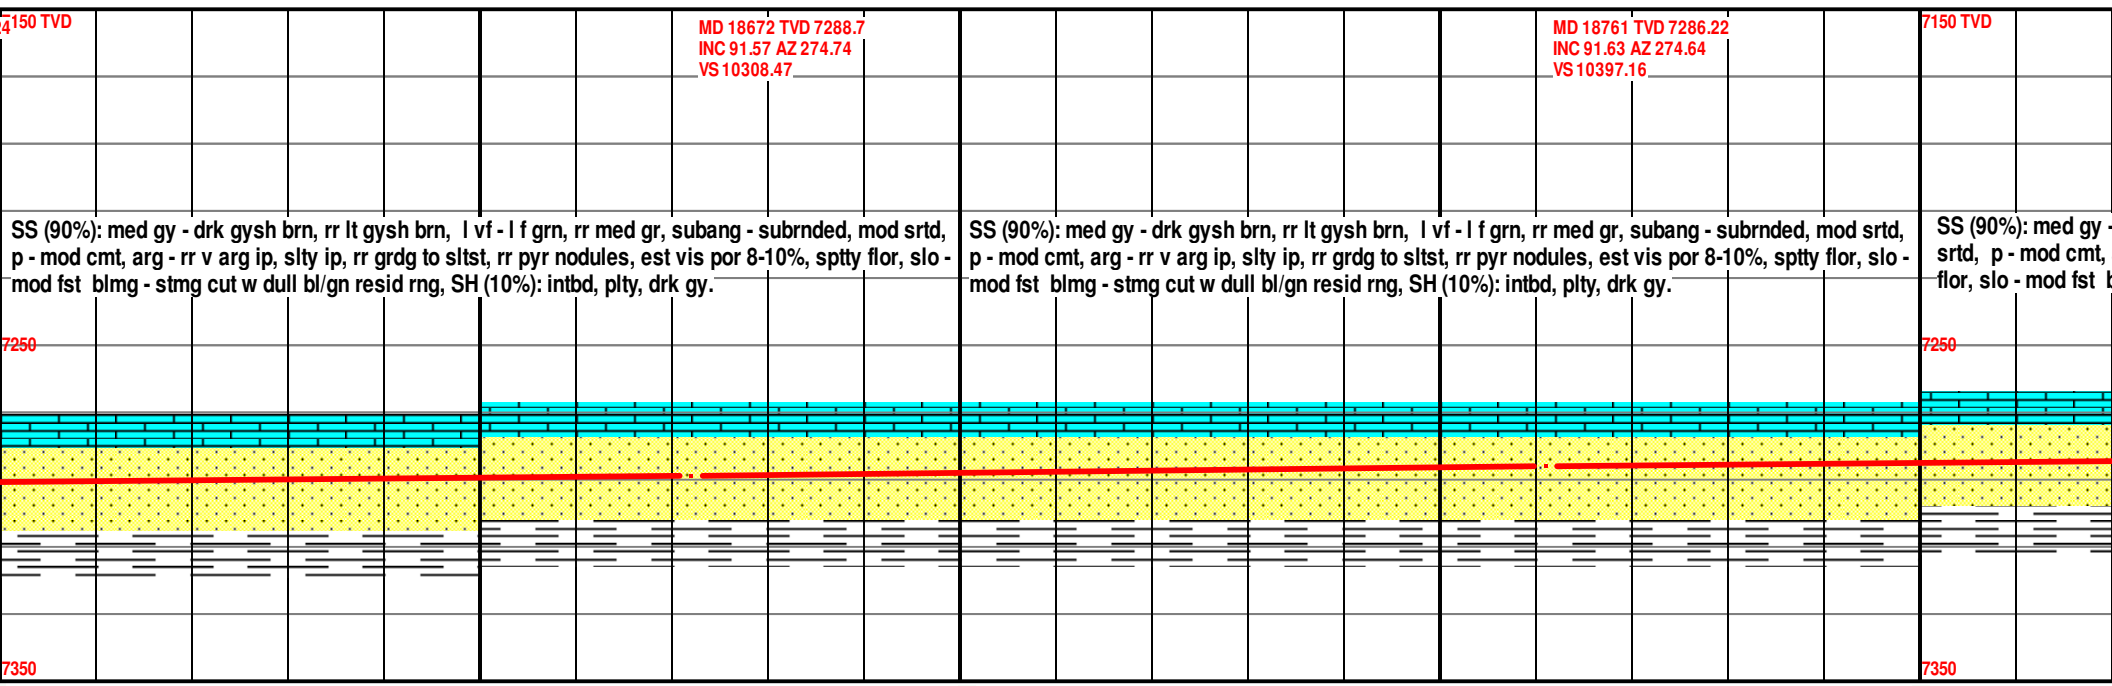 24
7150 TVD
MD 18672 TVD 7288.7
INC 91.57 AZ 274.74
VS 10308.47
MD 18761 TVD 7286.22
INC 91.63 AZ 274.64
VS 10397.16
7150 TVD
SS (90%): med gy - drk gysh brn, rr lt gysh brn, l vf - l f grn, rr med gr, subang - subrnded, mod srtd,
p - mod cmt, arg - rr v arg ip, slty ip, rr grdg to sltst, rr pyr nodules, est vis por 8-10%, sptty flor, slo -
mod fst blmg - stmg cut w dull bl/gn resid rng, SH (10%): intbd, plty, drk gy.
SS (90%): med gy - drk gysh brn, rr lt gysh brn, l vf - l f grn, rr med gr, subang - subrnded, mod srtd,
p - mod cmt, arg - rr v arg ip, slty ip, rr grdg to sltst, rr pyr nodules, est vis por 8-10%, sptty flor, slo -
mod fst blmg - stmg cut w dull bl/gn resid rng, SH (10%): intbd, plty, drk gy.
SS (90%): med gy -
srtd, p - mod cmt,
flor, slo - mod fst
7250
7250
7350
7350